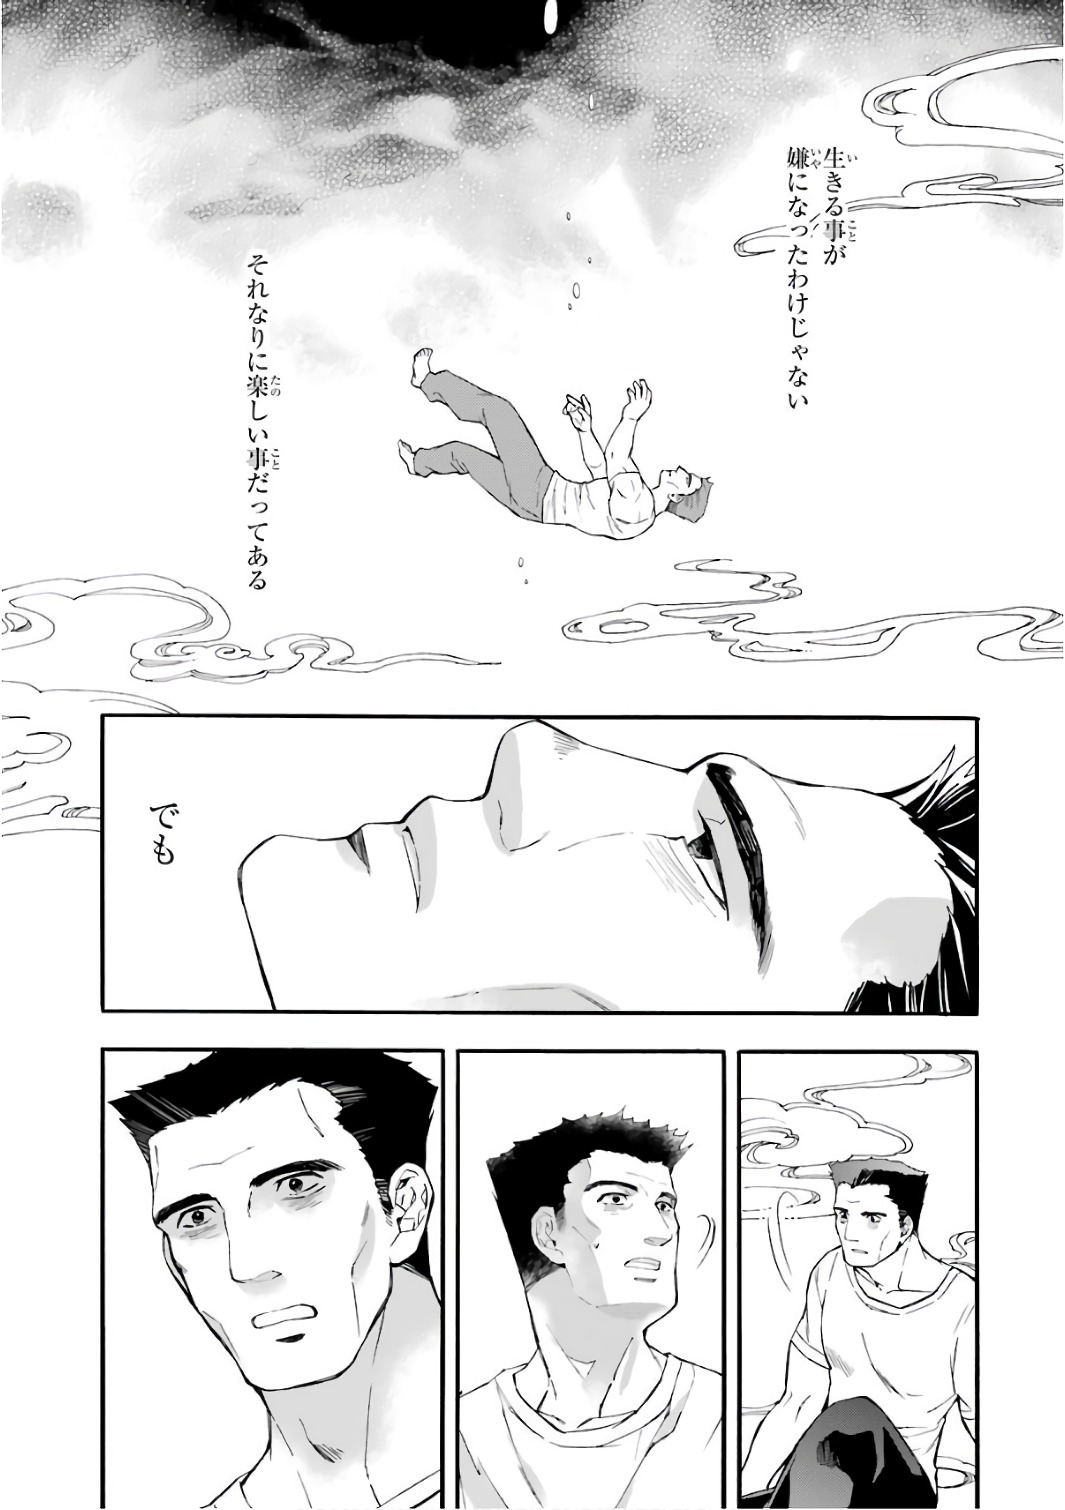 生きる事が
嫌になったわけじゃない
それなりに楽しい事だってある
でも